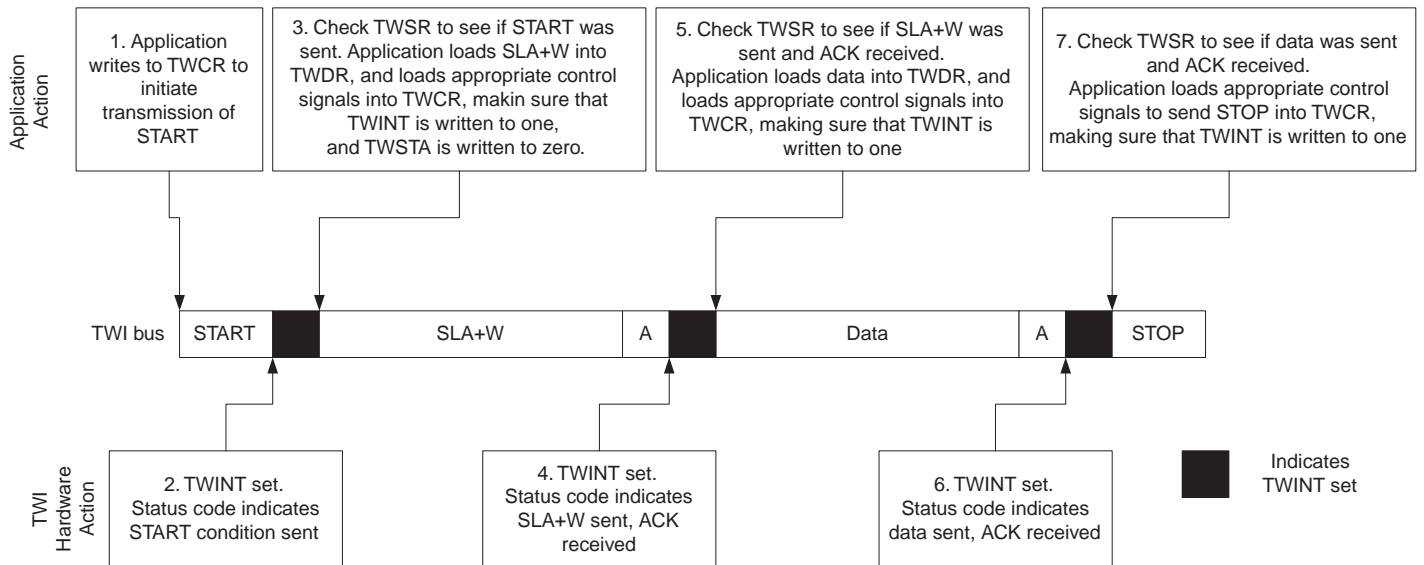 Application
Action
1. Application
writes to TWCR to
initiate
transmission of
START
3. Check TWSR to see if START was
sent. Application loads SLA+W into
TWDR, and loads appropriate control
signals into TWCR, makin sure that
TWINT is written to one,
and TWSTA is written to zero.
5. Check TWSR to see if SLA+W was
sent and ACK received.
Application loads data into TWDR, and
loads appropriate control signals into
TWCR, making sure that TWINT is
written to one
7. Check TWSR to see if data was sent
and ACK received.
Application loads appropriate control
signals to send STOP into TWCR,
making sure that TWINT is written to one
TWI bus
START
SLA+W
A
Data
A
STOP
TWI
Hardware
Action
2. TWINT set.
Status code indicates
START condition sent
4. TWINT set.
Status code indicates
SLA+W sent, ACK
received
6. TWINT set.
Status code indicates
data sent, ACK received
Indicates
TWINT set